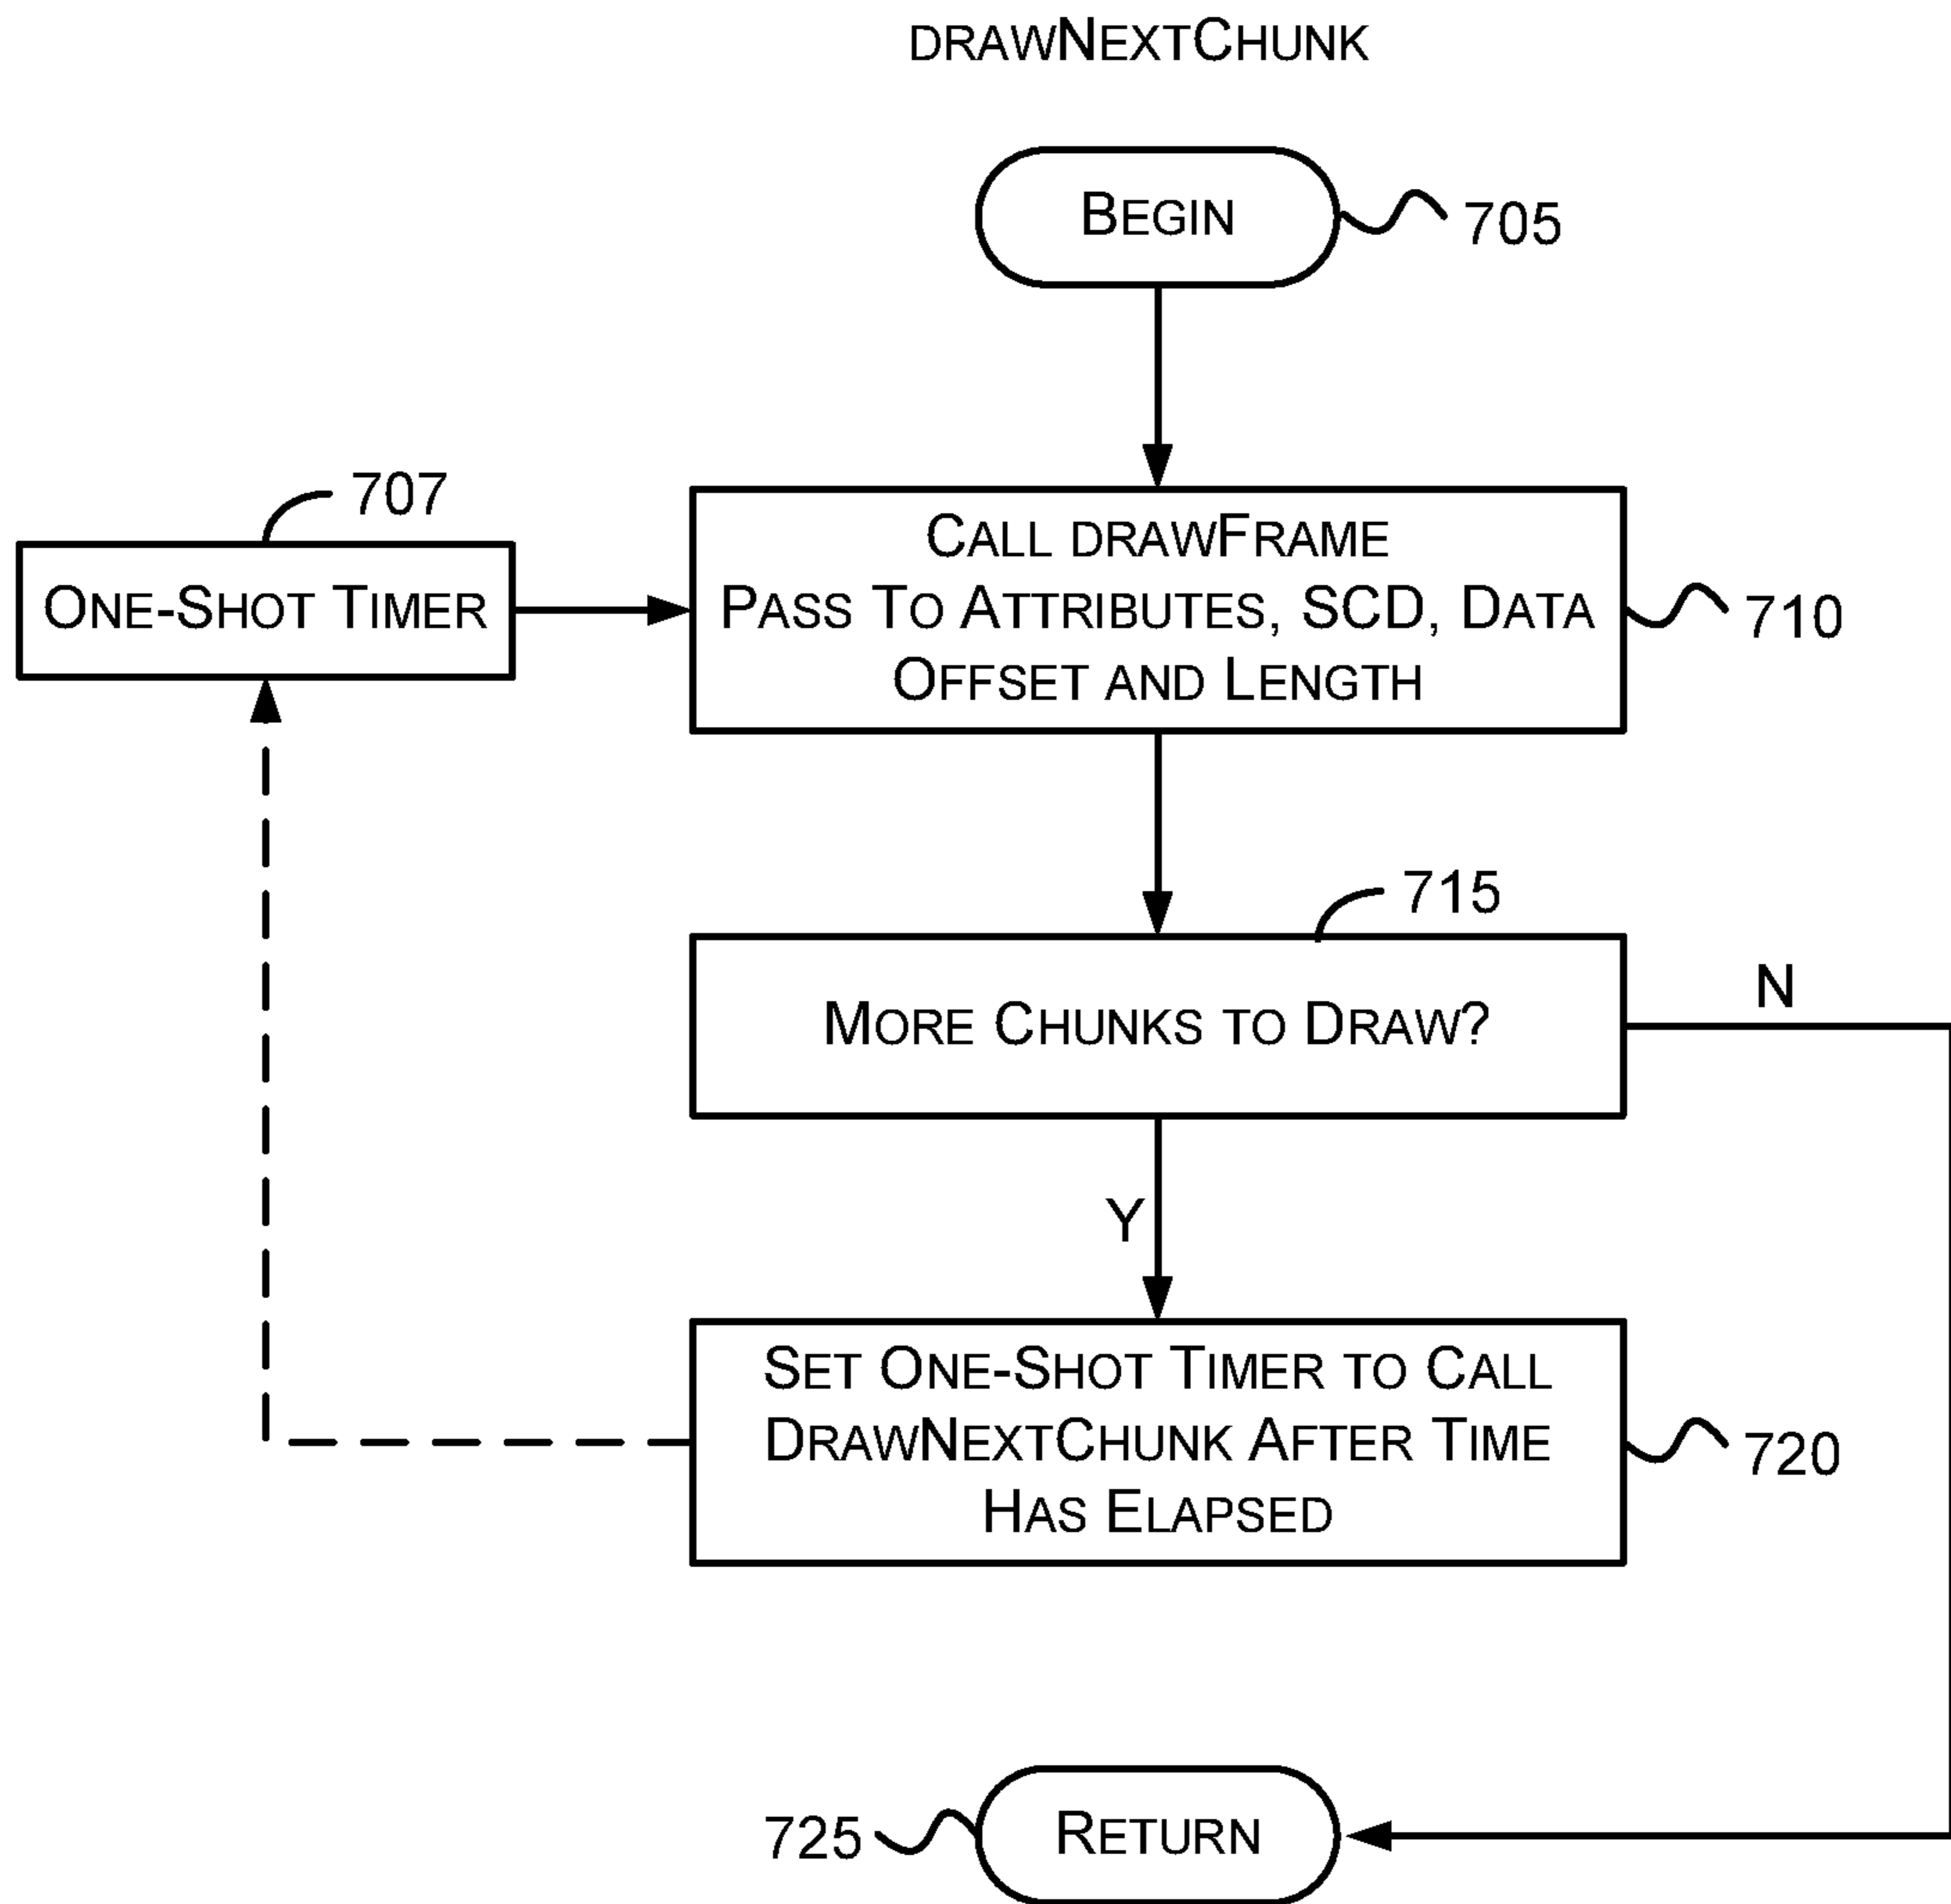 DRAWNEXTCHUNK
BEGIN
705
707
ONE-SHOT TIMER
CALL DRAWFRAME
PASS TO ATTRIBUTES, SCD, DATA
OFFSET AND LENGTH
710
715
MORE CHUNKS TO DRAW?
N
Y
SET ONE-SHOT TIMER TO CALL
DRAWNEXTCHUNK AFTER TIME
HAS ELAPSED
720
725
RETURN